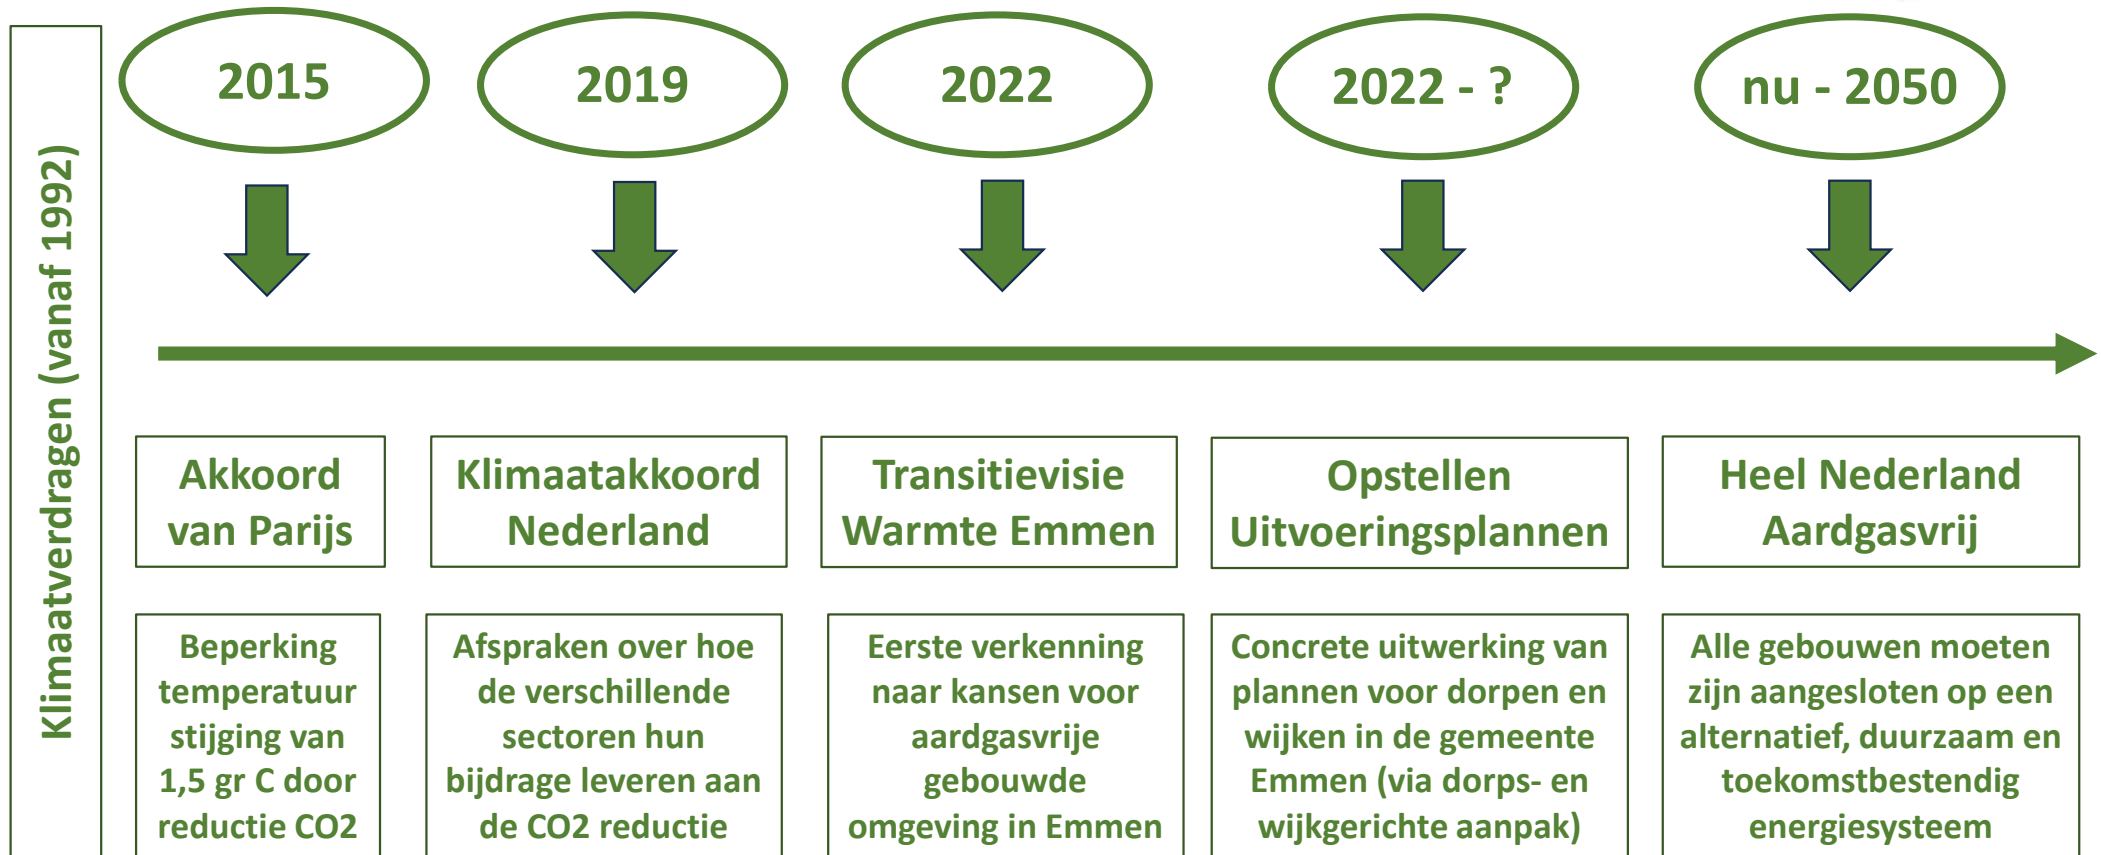 Klimaatverdragen (vanaf 1992)
2015
2019
2022
2022 - ?
nu - 2050
Akkoord
van Parijs
Klimaatakkoord
Nederland
Transitievisie
Warmte Emmen
Opstellen
Uitvoeringsplannen
Heel Nederland
Aardgasvrij
Beperking
temperatuur
stijging van
1,5 gr C door
reductie CO2
Afspraken over hoe
de verschillende
sectoren hun
bijdrage leveren aan
de CO2 reductie
Eerste verkenning
naar kansen voor
aardgasvrije
gebouwde
omgeving in Emmen
Concrete uitwerking van
plannen voor dorpen en
wijken in de gemeente
Emmen (via dorps- en
wijkgerichte aanpak)
Alle gebouwen moeten
zijn aangesloten op een
alternatief, duurzaam en
toekomstbestendig
energiesysteem